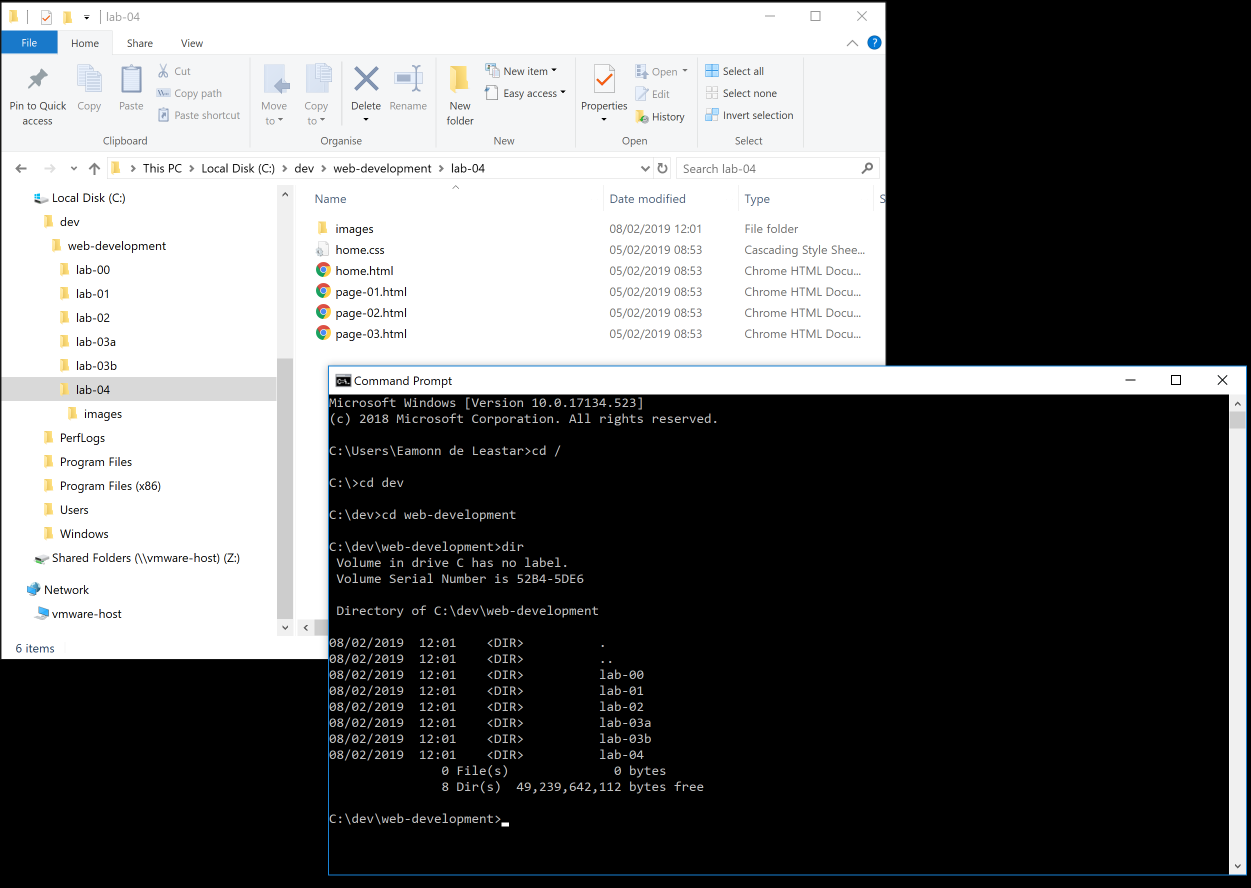 lab-04
File Home Share View
Pin to Quick access
Copy
Paste
Cut
Copy path
Paste shortcut
Clipboard
Move to
Copy to
Delete
Rename
Organise
New folder
New item
Easy access
New
Properties
Open
Edit
History
Open
Select all
Select none
Invert selection
Select
This PC > Local Disk (C:) > dev > web-development > lab-04
Search lab-04
Local Disk (C:)
dev
web-development
lab-00
lab-01
lab-02
lab-03a
lab-03b
lab-04
images
PerfLogs
Program Files
Program Files (x86)
Users
Windows
Shared Folders (\\vmware-host) (Z:)
Network
vmware-host
6 items
Name Date modified Type S
images 08/02/2019 12:01 File folder
home.css 05/02/2019 08:53 Cascading Style Shee...
home.html 05/02/2019 08:53 Chrome HTML Docu...
page-01.html 05/02/2019 08:53 Chrome HTML Docu...
page-02.html 05/02/2019 08:53 Chrome HTML Docu...
page-03.html 05/02/2019 08:53 Chrome HTML Docu...
Command Prompt
Microsoft Windows [Version 10.0.17134.523]
(c) 2018 Microsoft Corporation. All rights reserved.
C:\Users\Eamonn de Leastar>cd /
C:\>cd dev
C:\dev>cd web-development
C:\dev\web-development>dir
Volume in drive C has no label.
Volume Serial Number is 52B4-5DE6
Directory of C:\dev\web-development
08/02/2019 12:01 <DIR> .
08/02/2019 12:01 <DIR> ..
08/02/2019 12:01 <DIR> lab-00
08/02/2019 12:01 <DIR> lab-01
08/02/2019 12:01 <DIR> lab-02
08/02/2019 12:01 <DIR> lab-03a
08/02/2019 12:01 <DIR> lab-03b
08/02/2019 12:01 <DIR> lab-04
0 File(s) 0 bytes
8 Dir(s) 49,239,642,112 bytes free
C:\dev\web-development>